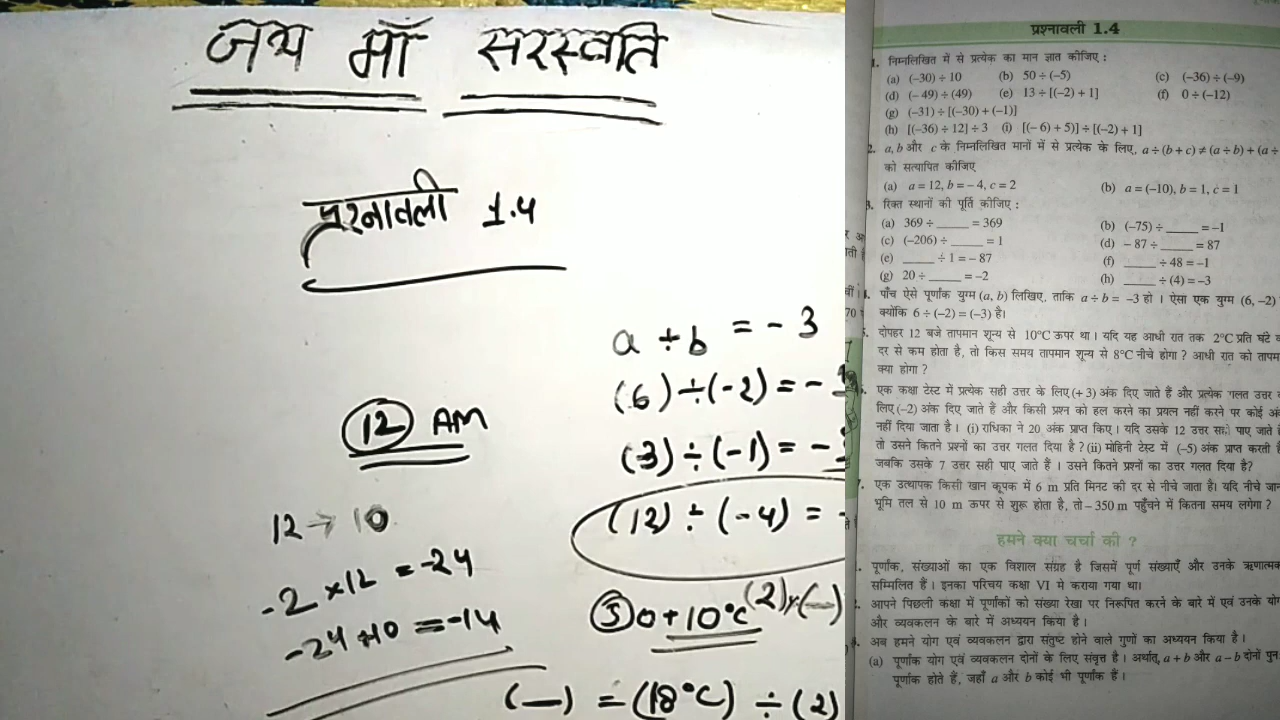 जय माँ सरस्वति
प्रश्नावली 1.4
a ÷ b = - 3
(6) ÷ (-2) = -
(3) ÷ (-1) = -
(12) ÷ (-4) = -
12 AM
12 → 10
-2 × 12 = -24
-24 +10 = -14
5 0 + 10°C
(2) × (—)
(—) = (18°C) ÷ (2)
प्रश्नावली 1.4
निम्नलिखित में से प्रत्येक का मान ज्ञात कीजिए :
(a) (–30) ÷ 10 (b) 50 ÷ (–5) (c) (–36) ÷ (–9)
(d) (– 49) ÷ (49) (e) 13 ÷ [(–2) + 1] (f) 0 ÷ (–12)
(g) (–31) ÷ [(–30) + (–1)]
(h) [(–36) ÷ 12] ÷ 3 (i) [(– 6) + 5)] ÷ [(–2) + 1]
2. a, b और c के निम्नलिखित मानों में से प्रत्येक के लिए, a ÷ (b + c) ≠ (a ÷ b) + (a ÷
को सत्यापित कीजिए
(a) a = 12, b = – 4, c = 2 (b) a = (–10), b = 1, c = 1
रिक्त स्थानों की पूर्ति कीजिए :
(a) 369 ÷ _____ = 369 (b) (–75) ÷ _____ = –1
(c) (–206) ÷ _____ = 1 (d) – 87 ÷ _____ = 87
(e) _____ ÷ 1 = – 87 (f) _____ ÷ 48 = –1
(g) 20 ÷ _____ = –2 (h) _____ ÷ (4) = –3
पाँच ऐसे पूर्णांक युग्म (a, b) लिखिए, ताकि a ÷ b = –3 हो । ऐसा एक युग्म (6, –2)
क्योंकि 6 ÷ (–2) = (–3) है।
दोपहर 12 बजे तापमान शून्य से 10°C ऊपर था। यदि यह आधी रात तक 2°C प्रति घंटे
दर से कम होता है, तो किस समय तापमान शून्य से 8°C नीचे होगा ? आधी रात को
क्या होगा ?
एक कक्षा टेस्ट में प्रत्येक सही उत्तर के लिए (+ 3) अंक दिए जाते हैं और प्रत्येक गलत उत्तर
लिए (–2) अंक दिए जाते हैं और किसी प्रश्न को हल करने का प्रयत्न नहीं करने पर कोई
नहीं दिया जाता है। (i) राधिका ने 20 अंक प्राप्त किए। यदि उसके 12 उत्तर सही पाए जाते
तो उसने कितने प्रश्नों का उत्तर गलत दिया है ? (ii) मोहिनी टेस्ट में (–5) अंक प्राप्त करती
जबकि उसके 7 उत्तर सही पाए जाते हैं । उसने कितने प्रश्नों का उत्तर गलत दिया है?
एक उत्थापक किसी खान कूपक में 6 m प्रति मिनट की दर से नीचे जाता है। यदि नीचे
भूमि तल से 10 m ऊपर से शुरू होता है, तो – 350 m पहुँचने में कितना समय लगेगा ?
हमने क्या चर्चा की ?
पूर्णांक, संख्याओं का एक विशाल संग्रह है जिसमें पूर्ण संख्याएँ और उनके
सम्मिलित है। इनका परिचय कक्षा VI में कराया गया था।
आपने पिछली कक्षा में पूर्णांकों को संख्या रेखा पर निरूपित करने के बारे में एवं उनके
और व्यवकलन के बारे में अध्ययन किया है।
अब हमने योग एवं व्यवकलन द्वारा संतुष्ट होने वाले गुणों का अध्ययन किया है।
(a) पूर्णांक योग एवं व्यवकलन दोनों के लिए संवृत्त है। अर्थात्, a + b और a – b दोनों
पूर्णांक होते हैं, जहाँ a और b कोई भी पूर्णांक हैं।